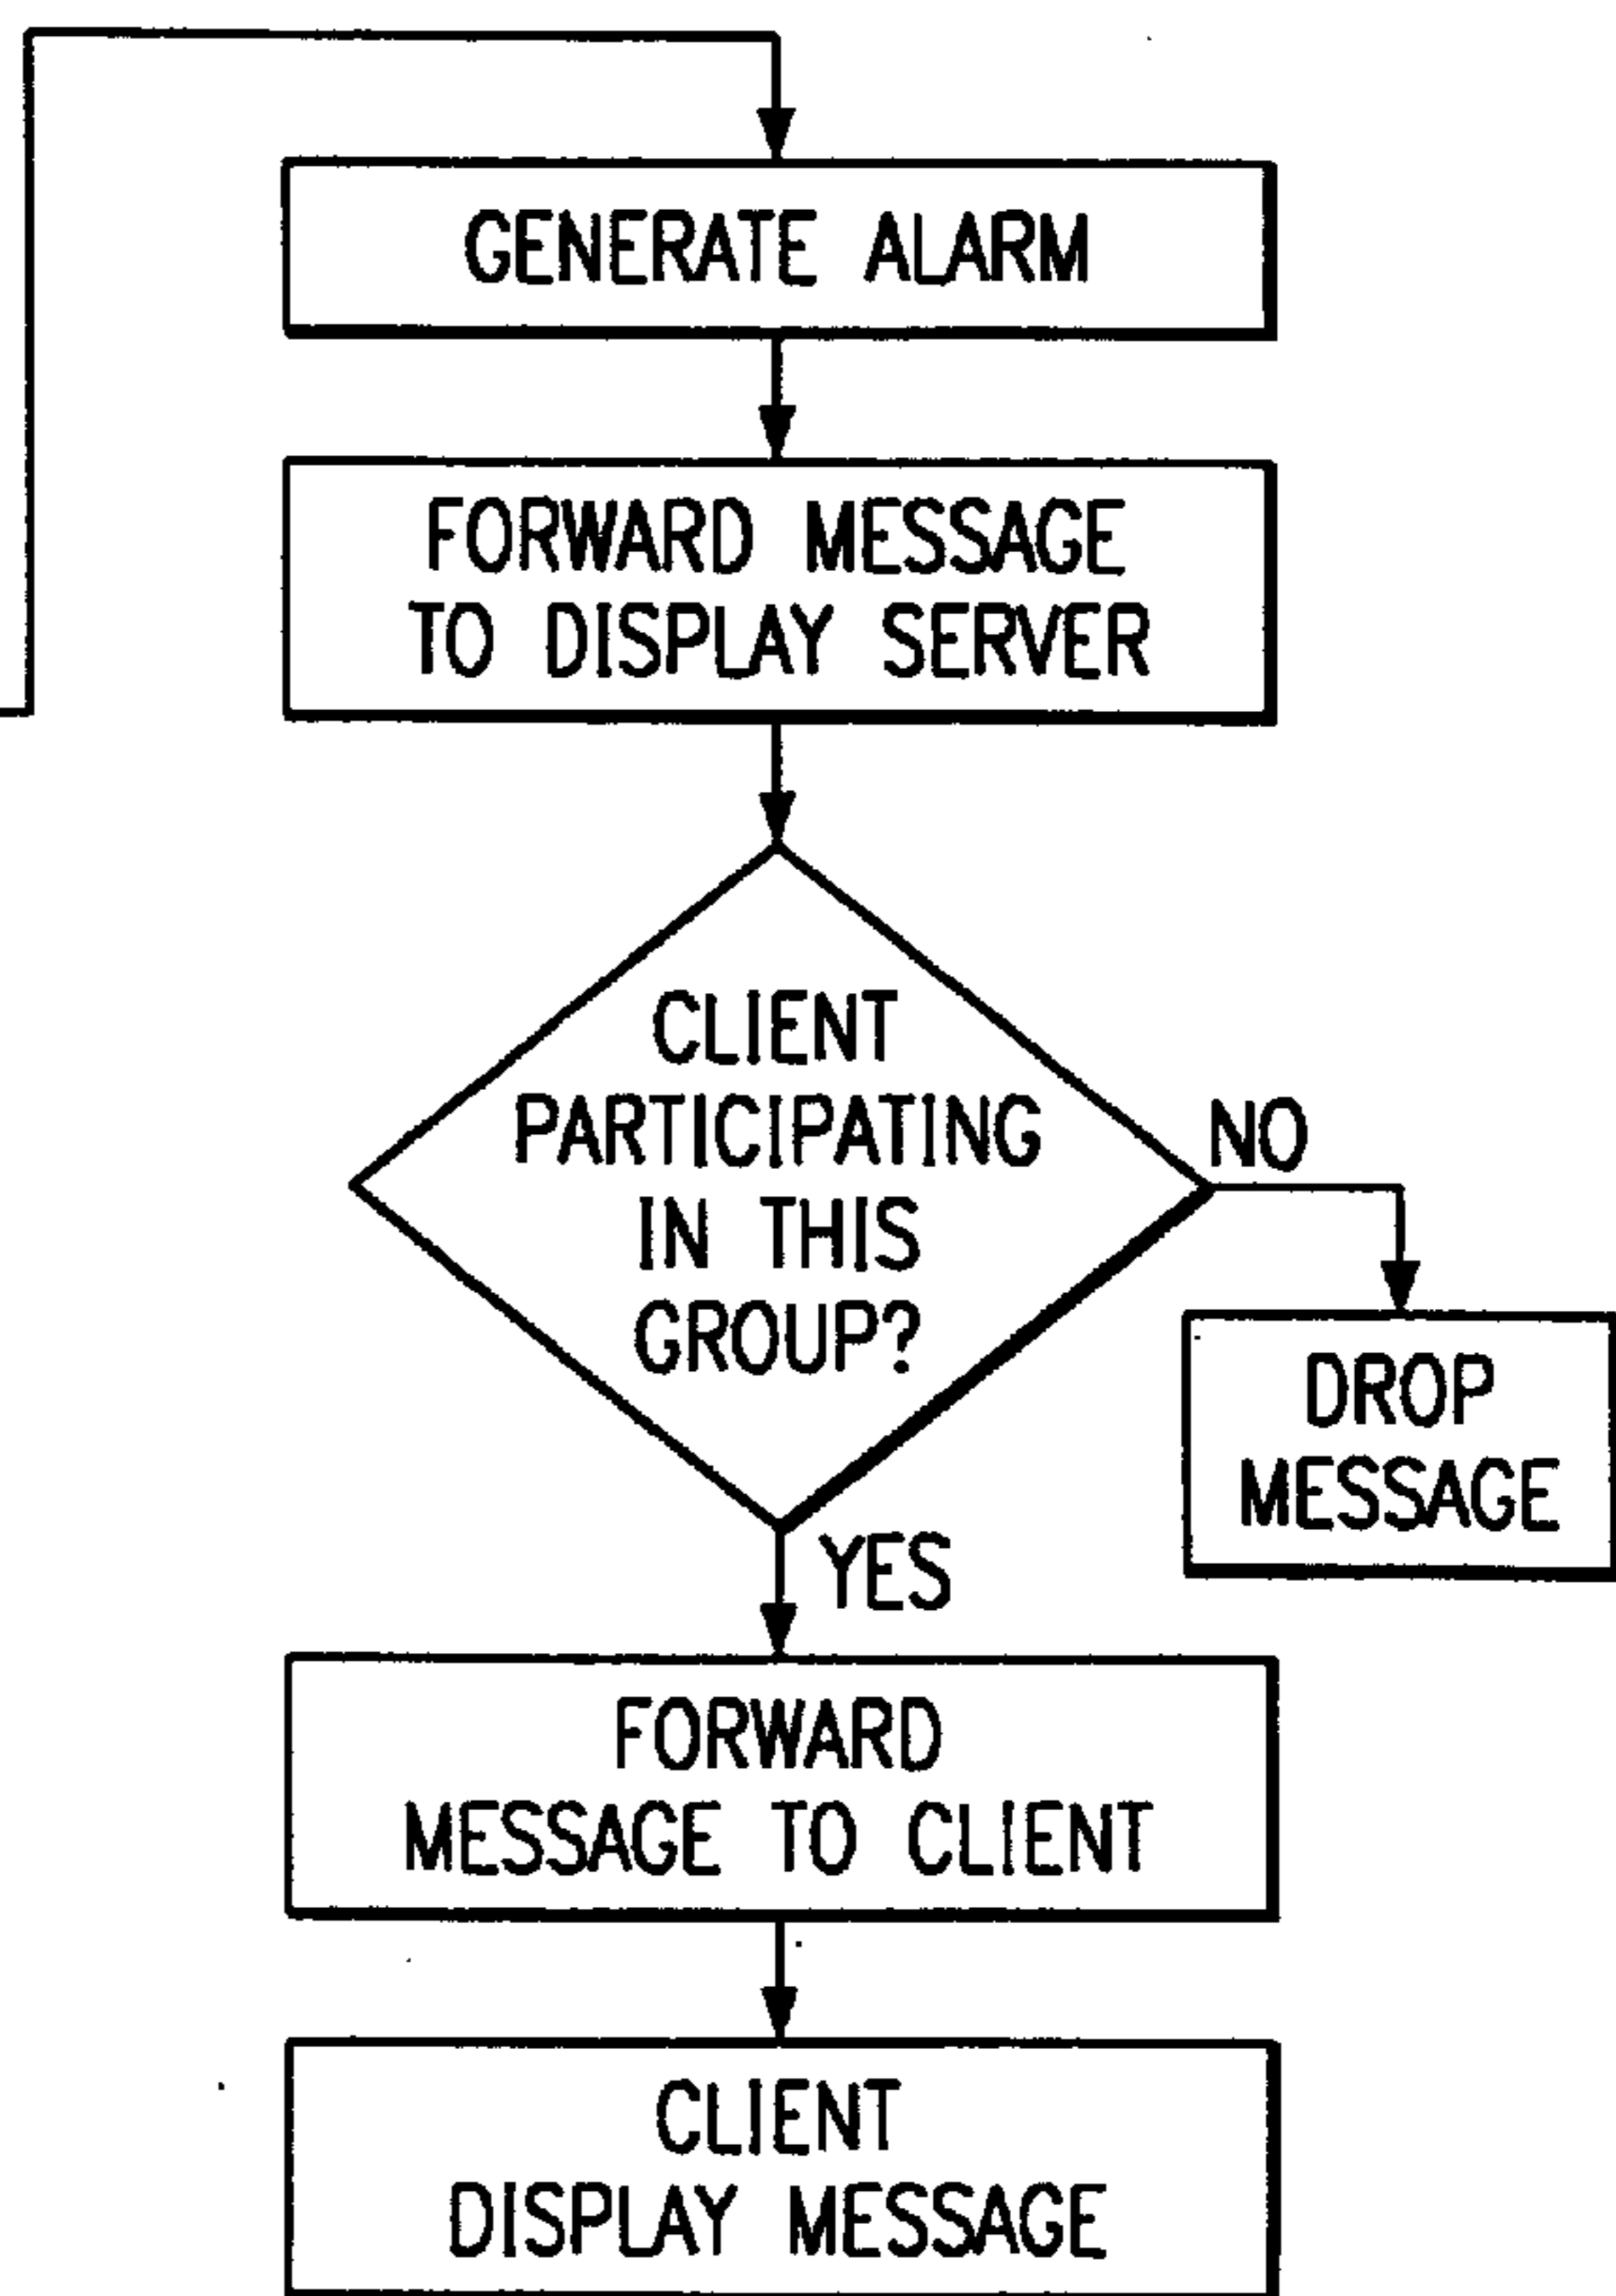 GENERATE ALARM
FORWARD MESSAGE
TO DISPLAY SERVER
CLIENT
PARTICIPATING
IN THIS
GROUP?
NO
DROP
MESSAGE
YES
FORWARD
MESSAGE TO CLIENT
CLIENT
DISPLAY MESSAGE